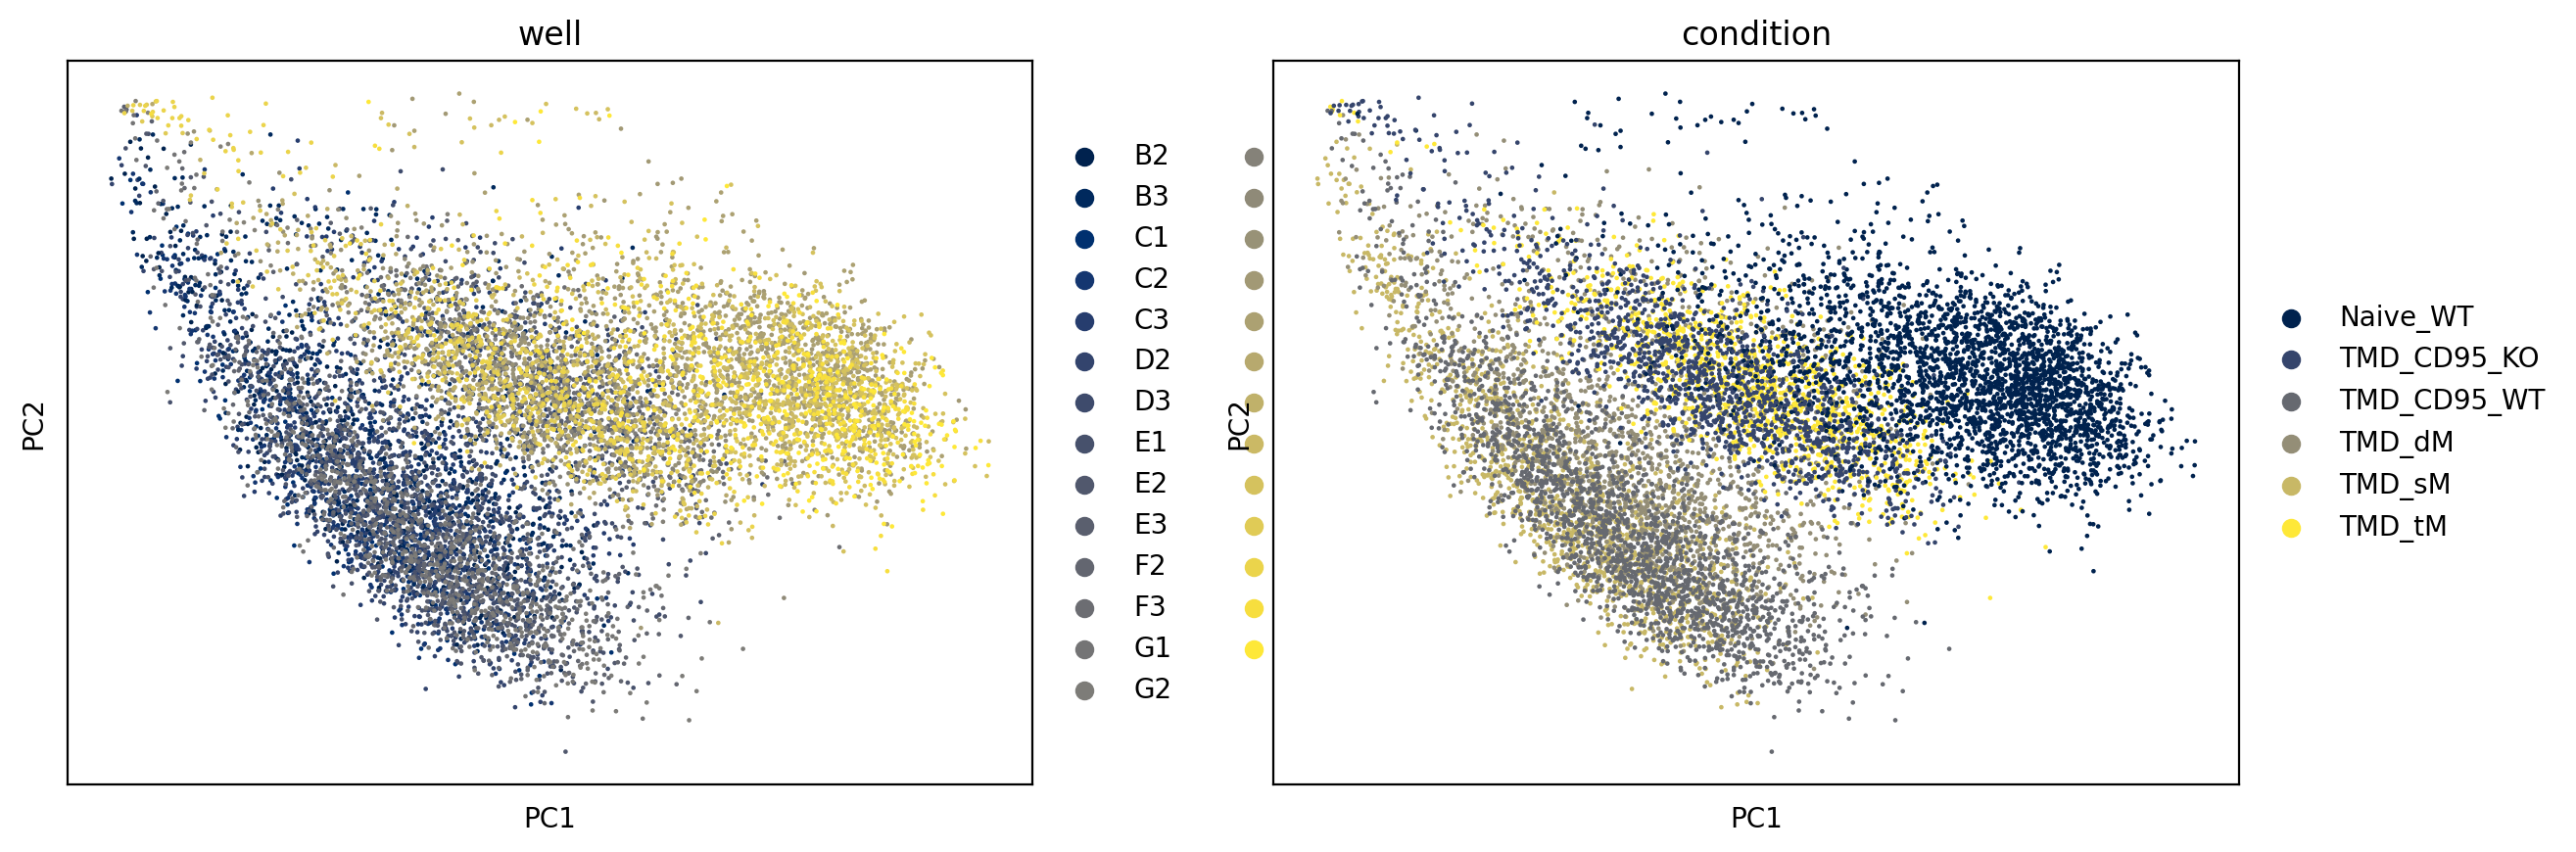 well
PC2
PC1
B2
B3
C1
C2
C3
D2
D3
E1
E2
E3
F2
F3
G1
G2
condition
PC2
PC1
Naive_WT
TMD_CD95_KO
TMD_CD95_WT
TMD_dM
TMD_sM
TMD_tM